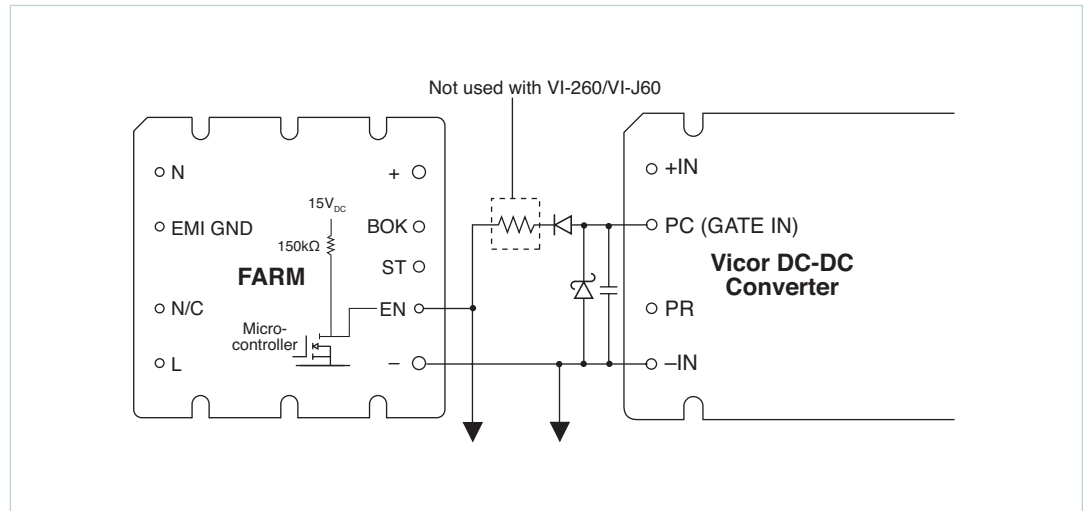 Not used with VI-260/VI-J60
N
EMI GND
N/C
L
15V_DC
150kΩ
FARM
Micro-
controller
+
BOK
ST
EN
–
+IN
PC (GATE IN)
Vicor DC-DC
Converter
PR
–IN